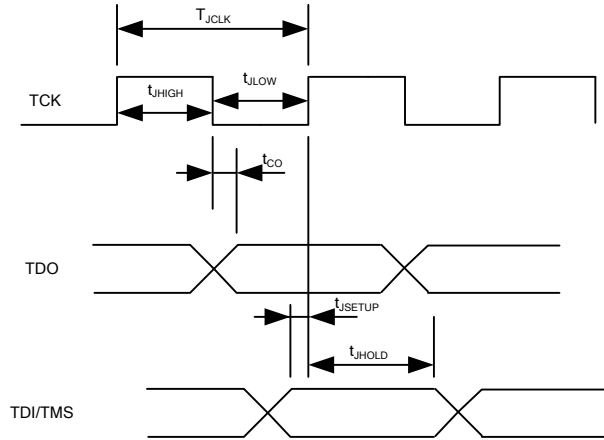 TJCLK
TCK
tJHIGH
tJLOW
tCO
TDO
tJSETUP
tJHOLD
TDI/TMS